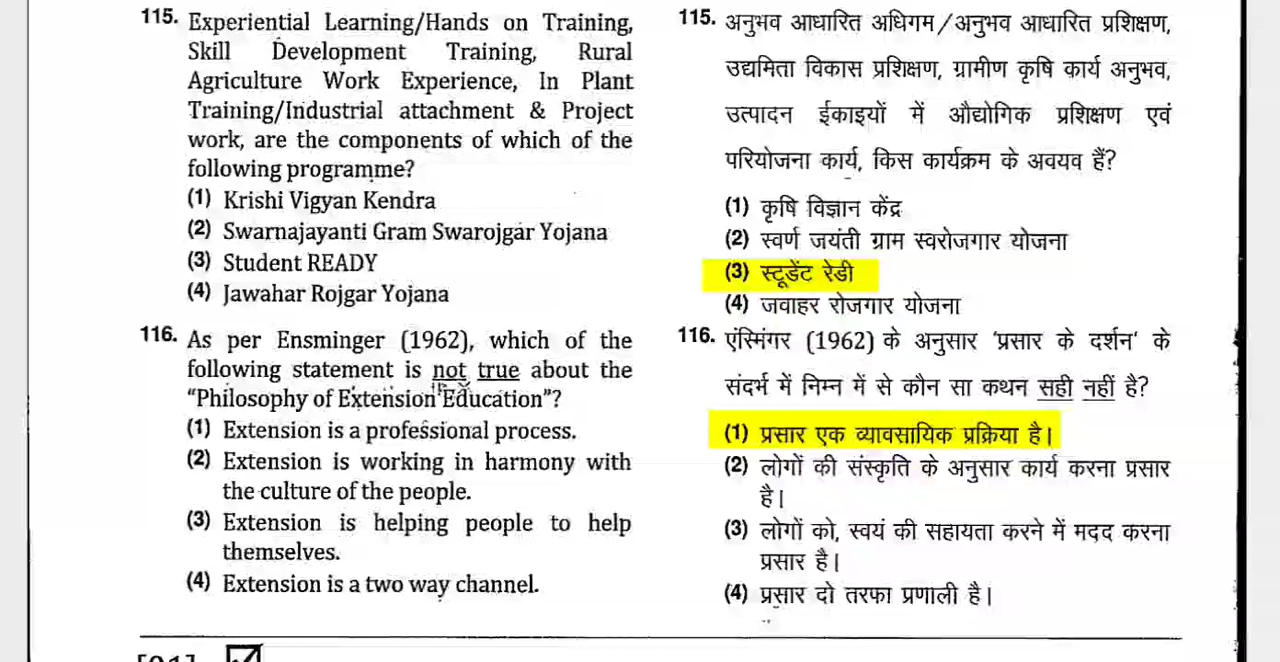 115. Experiential Learning/Hands on Training,
Skill Development Training, Rural
Agriculture Work Experience, In Plant
Training/Industrial attachment & Project
work, are the components of which of the
following programme?
(1) Krishi Vigyan Kendra
(2) Swarnajayanti Gram Swarojgar Yojana
(3) Student READY
(4) Jawahar Rojgar Yojana
116. As per Ensminger (1962), which of the
following statement is not true about the
“Philosophy of Extension Education”?
(1) Extension is a professional process.
(2) Extension is working in harmony with
the culture of the people.
(3) Extension is helping people to help
themselves.
(4) Extension is a two way channel.
115. अनुभव आधारित अधिगम/अनुभव आधारित प्रशिक्षण,
उद्यमिता विकास प्रशिक्षण, ग्रामीण कृषि कार्य अनुभव,
उत्पादन ईकाइयों में औद्योगिक प्रशिक्षण एवं
परियोजना कार्य, किस कार्यक्रम के अवयव हैं?
(1) कृषि विज्ञान केंद्र
(2) स्वर्ण जयंती ग्राम स्वरोजगार योजना
(3) स्टूडेंट रेडी
(4) जवाहर रोजगार योजना
116. एंस्मिंगर (1962) के अनुसार ‘प्रसार के दर्शन’ के
संदर्भ में निम्न में से कौन सा कथन सही नहीं है?
(1) प्रसार एक व्यावसायिक प्रक्रिया है।
(2) लोगों की संस्कृति के अनुसार कार्य करना प्रसार
है।
(3) लोगों को, स्वयं की सहायता करने में मदद करना
प्रसार है।
(4) प्रसार दो तरफा प्रणाली है।